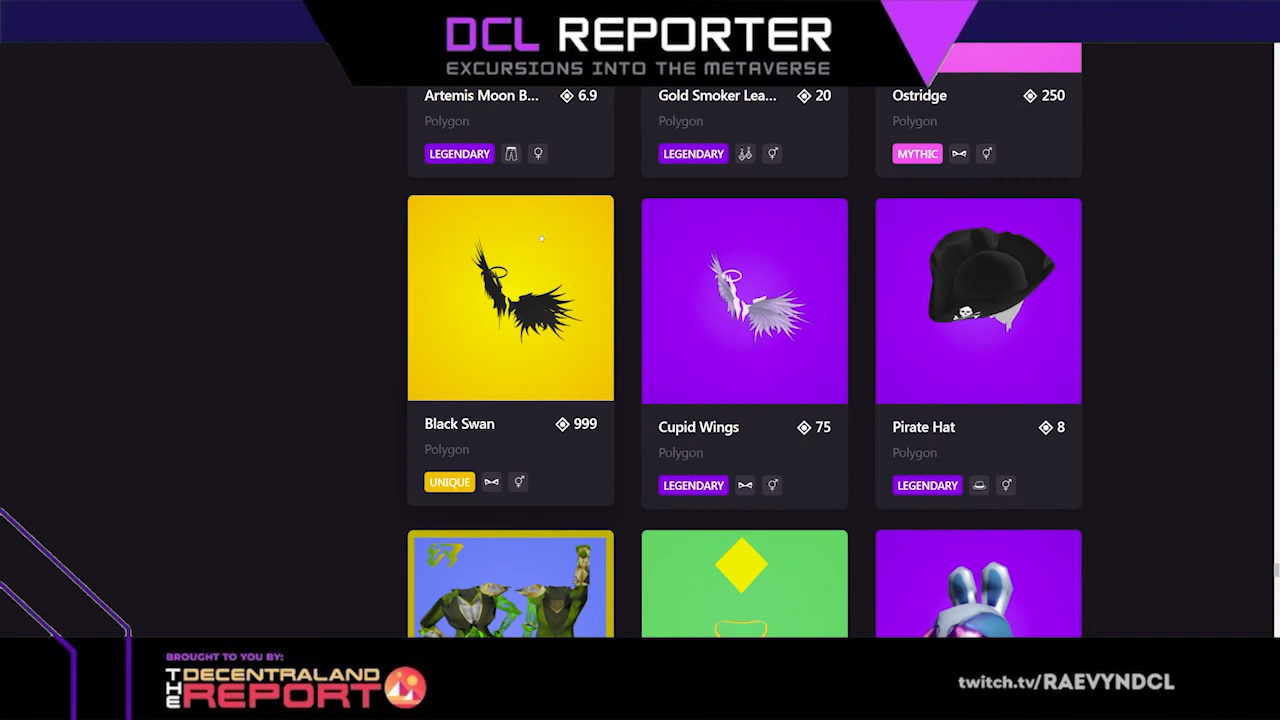 DCL REPORTER
EXCURSIONS INTO THE METAVERSE
Artemis Moon B... 6.9
Polygon
LEGENDARY
Gold Smoker Lea... 20
Polygon
LEGENDARY
Ostridge 250
Polygon
MYTHIC
Black Swan 999
Polygon
UNIQUE
Cupid Wings 75
Polygon
LEGENDARY
Pirate Hat 8
Polygon
LEGENDARY
BROUGHT TO YOU BY:
THE DECENTRALAND
REPORT
twitch.tv/RAEVYNDCL